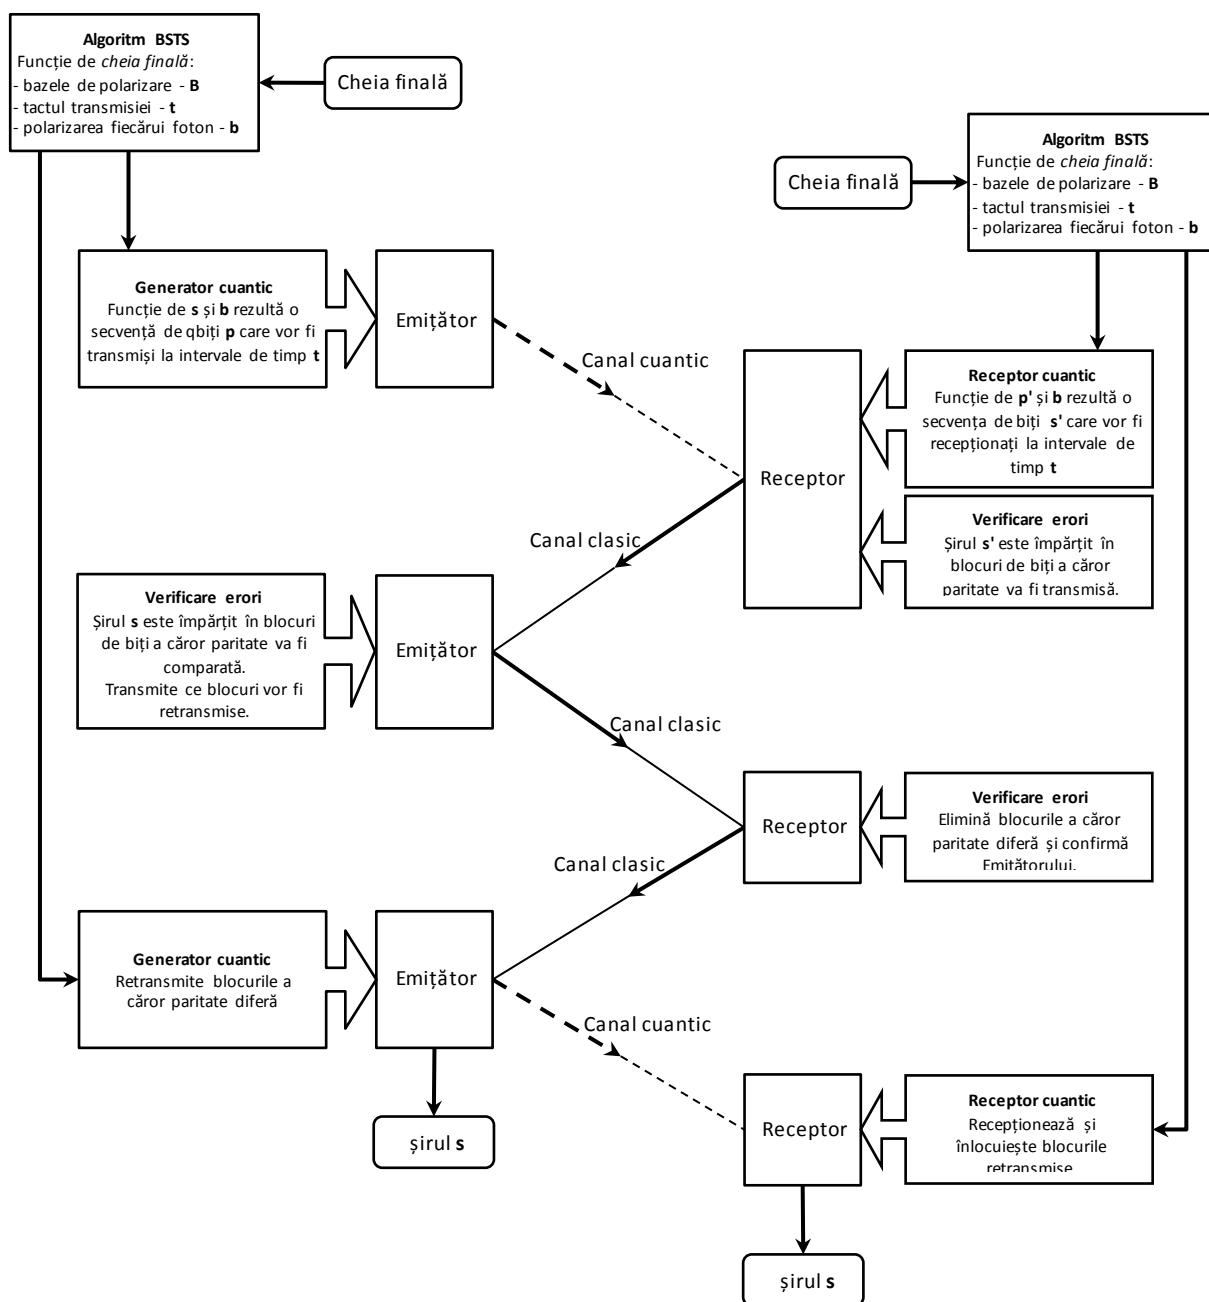 Algoritm BSTS
Funcție de cheia finală:
- bazele de polarizare - B
- tactul transmisiei - t
- polarizarea fiecărui foton - b
Cheia finală
Algoritm BSTS
Funcție de cheia finală:
- bazele de polarizare - B
- tactul transmisiei - t
- polarizarea fiecărui foton - b
Cheia finală
Generator cuantic
Funcție de s și b rezultă o
secvență de qbiți p care vor fi
transmiși la intervale de timp t
Emițător
Canal cuantic
Receptor
Receptor cuantic
Funcție de p' și b rezultă o
secvența de biți s' care vor fi
recepționați la intervale de
timp t
Canal clasic
Verificare erori
Șirul s' este împărțit în
blocuri de biți a căror
paritate va fi transmisă.
Verificare erori
Șirul s este împărțit în blocuri
de biți a căror paritate va fi
comparată.
Transmite ce blocuri vor fi
retransmise.
Emițător
Canal clasic
Receptor
Verificare erori
Elimină blocurile a căror
paritate diferă și confirmă
Emițătorului.
Canal clasic
Generator cuantic
Retransmite blocurile a
căror paritate diferă
Emițător
Canal cuantic
Receptor
Receptor cuantic
Recepționează și
înlocuiește blocurile
retransmise
șirul s
șirul s